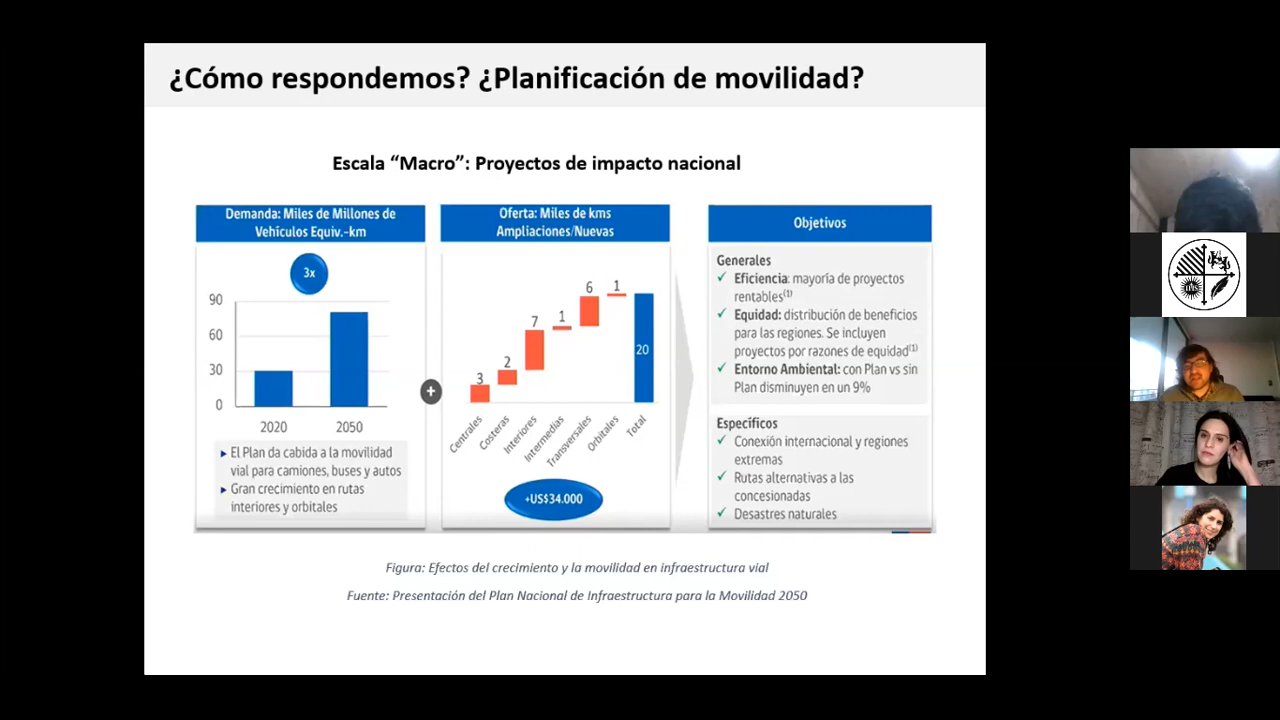 ¿Cómo respondemos? ¿Planificación de movilidad?
Escala “Macro”: Proyectos de impacto nacional
Demanda: Miles de Millones de
Vehículos Equiv.-km
3x
90
60
30
0
2020
2050
▸ El Plan da cabida a la movilidad
vial para camiones, buses y autos
▸ Gran crecimiento en rutas
interiores y orbitales
+
Oferta: Miles de kms
Ampliaciones/Nuevas
3
2
7
1
6
1
20
Centrales
Costeras
Interiores
Intermedias
Transversales
Orbitales
Total
+US$34.000
Objetivos
Generales
✓ Eficiencia: mayoría de proyectos
rentables(1)
✓ Equidad: distribución de beneficios
para las regiones. Se incluyen
proyectos por razones de equidad(1)
✓ Entorno Ambiental: con Plan vs sin
Plan disminuyen en un 9%
Específicos
✓ Conexión internacional y regiones
extremas
✓ Rutas alternativas a las
concesionadas
✓ Desastres naturales
Figura: Efectos del crecimiento y la movilidad en infraestructura vial
Fuente: Presentación del Plan Nacional de Infraestructura para la Movilidad 2050